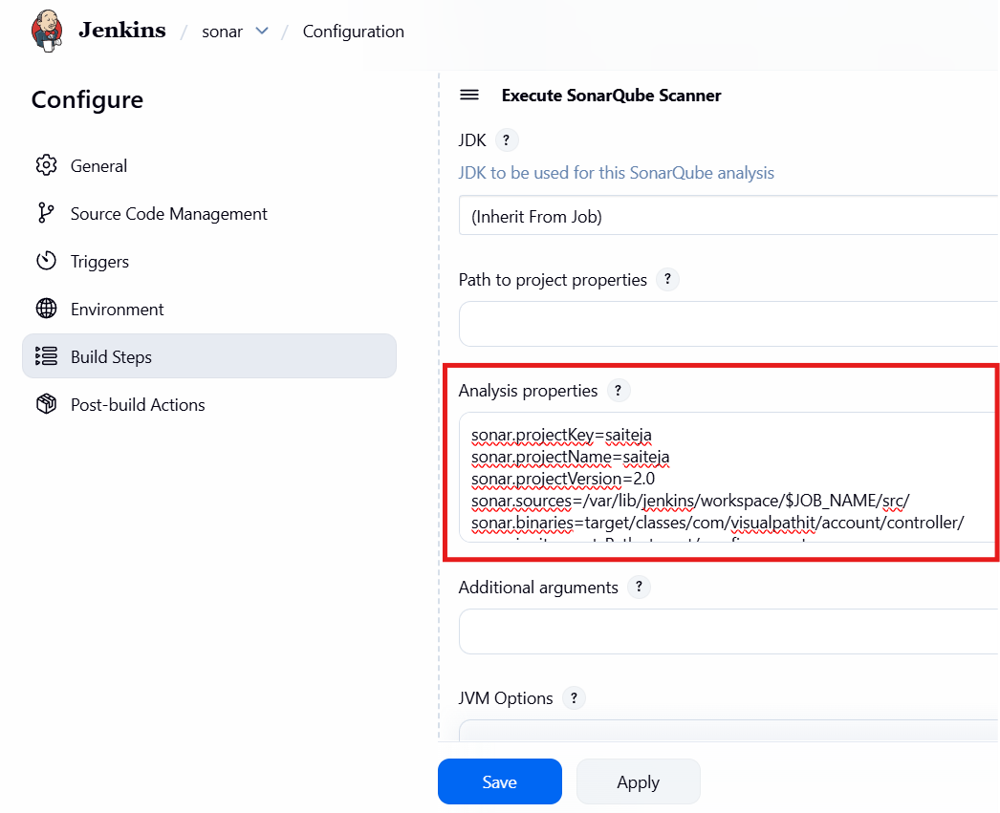 Jenkins / sonar / Configuration
Configure
General
Source Code Management
Triggers
Environment
Build Steps
Post-build Actions
Execute SonarQube Scanner
JDK ?
JDK to be used for this SonarQube analysis
(Inherit From Job)
Path to project properties ?
Analysis properties ?
sonar.projectKey=saiteja
sonar.projectName=saiteja
sonar.projectVersion=2.0
sonar.sources=/var/lib/jenkins/workspace/$JOB_NAME/src/
sonar.binaries=target/classes/com/visualpathit/account/controller/
Additional arguments ?
JVM Options ?
Save
Apply